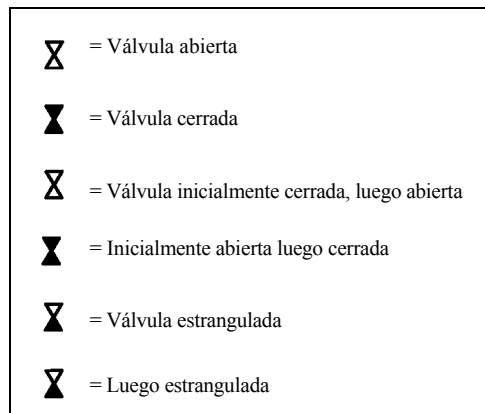 = Válvula abierta
= Válvula cerrada
= Válvula inicialmente cerrada, luego abierta
= Inicialmente abierta luego cerrada
= Válvula estrangulada
= Luego estrangulada